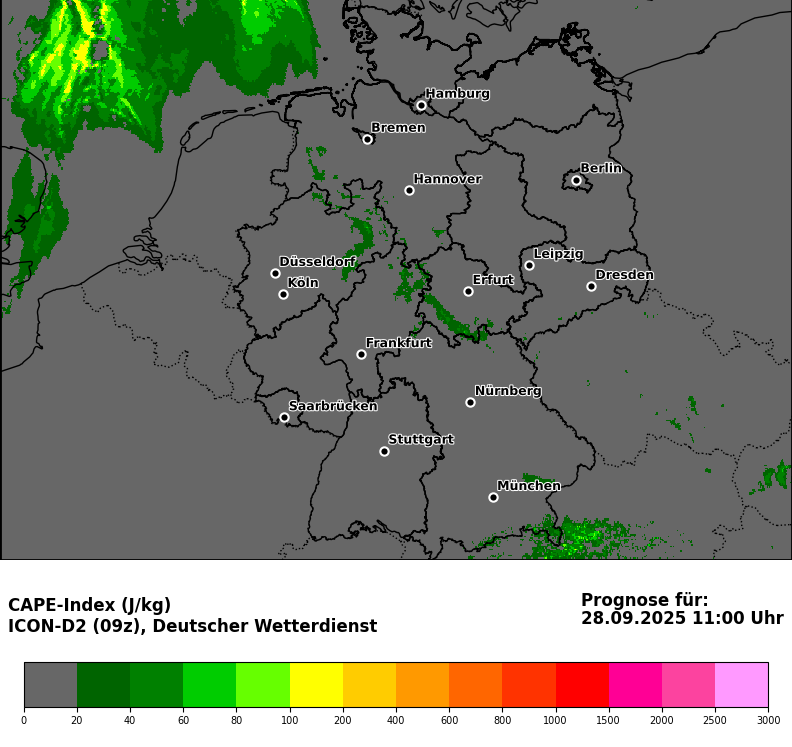 Hamburg
Bremen
Berlin
Hannover
Leipzig
Düsseldorf
Dresden
Erfurt
Köln
Frankfurt
Nürnberg
Saarbrücken
Stuttgart
München
CAPE-Index (J/kg)
ICON-D2 (09z), Deutscher Wetterdienst
Prognose für:
28.09.2025 11:00 Uhr
0 20 40 60 80 100 200 400 600 800 1000 1500 2000 2500 3000